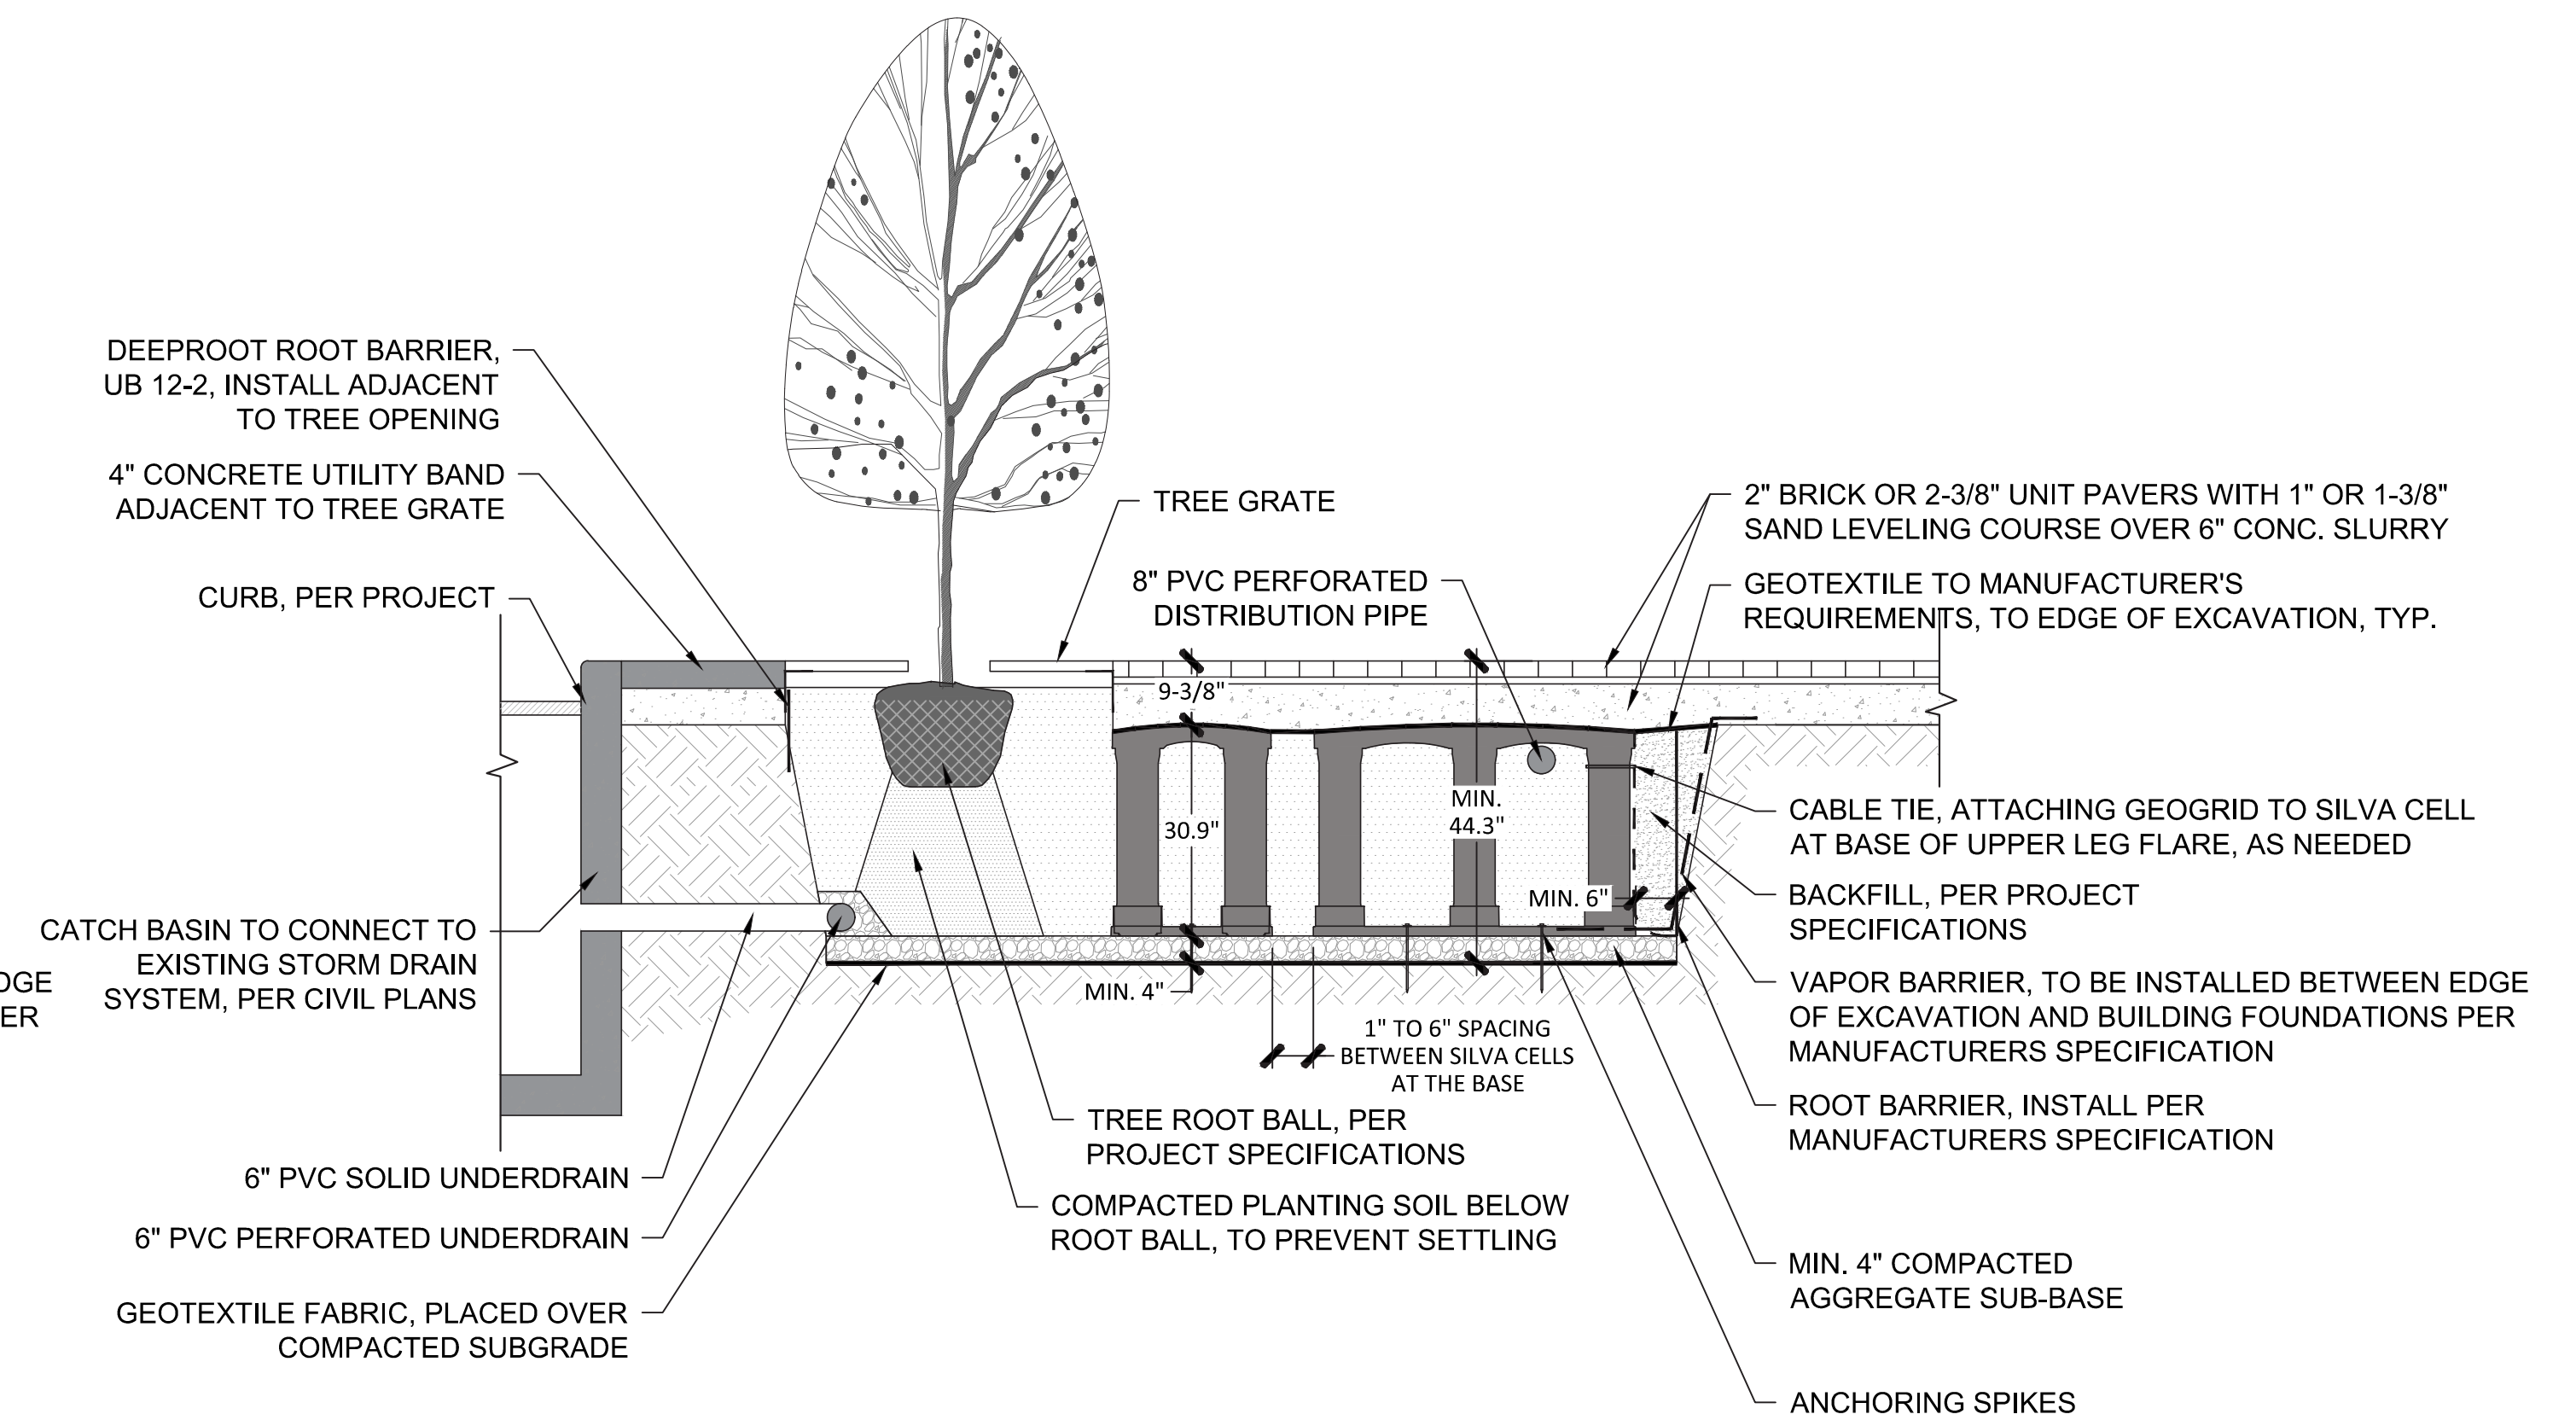 DEEPROOT ROOT BARRIER,
UB 12-2, INSTALL ADJACENT
TO TREE OPENING
4" CONCRETE UTILITY BAND
ADJACENT TO TREE GRATE
CURB, PER PROJECT
TREE GRATE
8" PVC PERFORATED
DISTRIBUTION PIPE
2" BRICK OR 2-3/8" UNIT PAVERS WITH 1" OR 1-3/8"
SAND LEVELING COURSE OVER 6" CONC. SLURRY
GEOTEXTILE TO MANUFACTURER'S
REQUIREMENTS, TO EDGE OF EXCAVATION, TYP.
9-3/8"
30.9"
MIN.
44.3"
MIN. 6"
MIN. 4"
1" TO 6" SPACING
BETWEEN SILVA CELLS
AT THE BASE
CABLE TIE, ATTACHING GEOGRID TO SILVA CELL
AT BASE OF UPPER LEG FLARE, AS NEEDED
BACKFILL, PER PROJECT
SPECIFICATIONS
VAPOR BARRIER, TO BE INSTALLED BETWEEN EDGE
OF EXCAVATION AND BUILDING FOUNDATIONS PER
MANUFACTURERS SPECIFICATION
ROOT BARRIER, INSTALL PER
MANUFACTURERS SPECIFICATION
MIN. 4" COMPACTED
AGGREGATE SUB-BASE
ANCHORING SPIKES
CATCH BASIN TO CONNECT TO
EXISTING STORM DRAIN
SYSTEM, PER CIVIL PLANS
DGE
ER
TREE ROOT BALL, PER
PROJECT SPECIFICATIONS
COMPACTED PLANTING SOIL BELOW
ROOT BALL, TO PREVENT SETTLING
6" PVC SOLID UNDERDRAIN
6" PVC PERFORATED UNDERDRAIN
GEOTEXTILE FABRIC, PLACED OVER
COMPACTED SUBGRADE